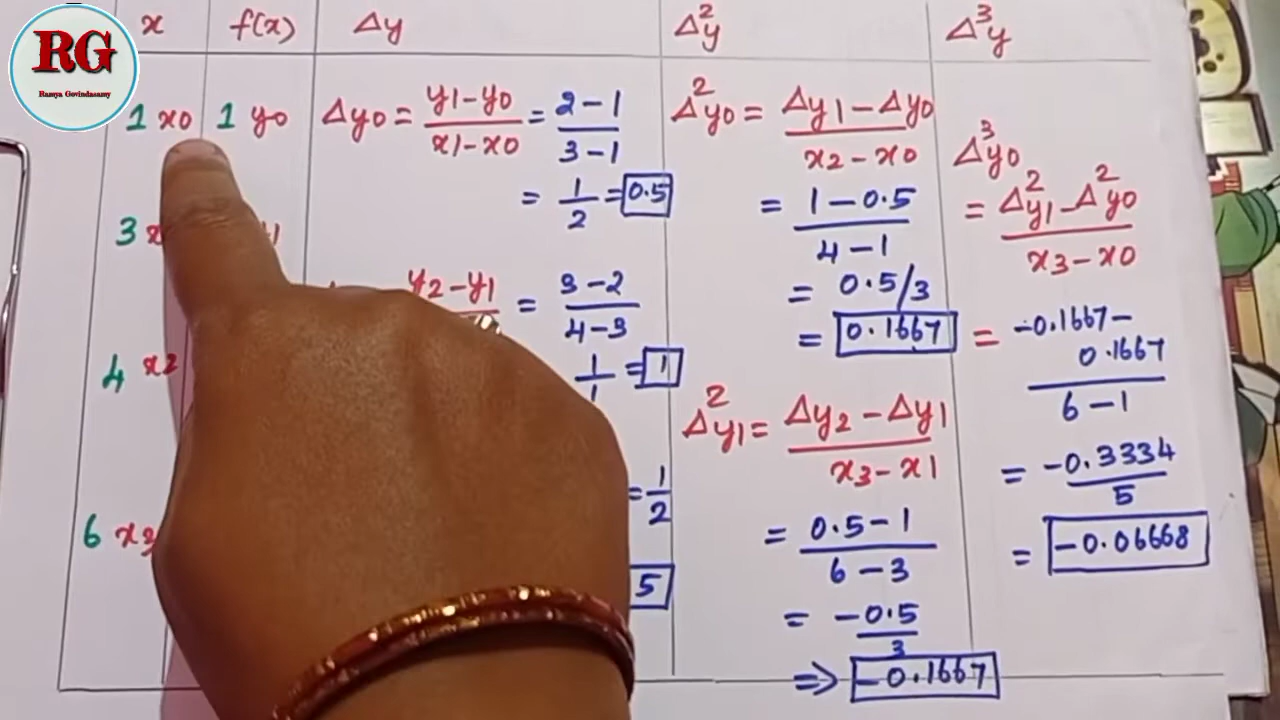 RG
Ramya Govindasamy
x f(x) Δy Δ²y Δ³y
1 x0 1 y0
Δy0 = y1-y0 / x1-x0 = 2-1 / 3-1
= 1/2 = 0.5
3
y2-y1 = 3-2 / 4-3
1/1 = 1
4 x2
= 1/2
6 x3
5
Δ²y0 = Δy1-Δy0 / x2-x0
= 1-0.5 / 4-1
= 0.5/3
= 0.1667
Δ²y1 = Δy2-Δy1 / x3-x1
= 0.5-1 / 6-3
= -0.5 / 3
⇒ -0.1667
Δ³y0
= Δ²y1-Δ²y0 / x3-x0
= -0.1667-
0.1667 / 6-1
= -0.3334 / 5
= -0.06668